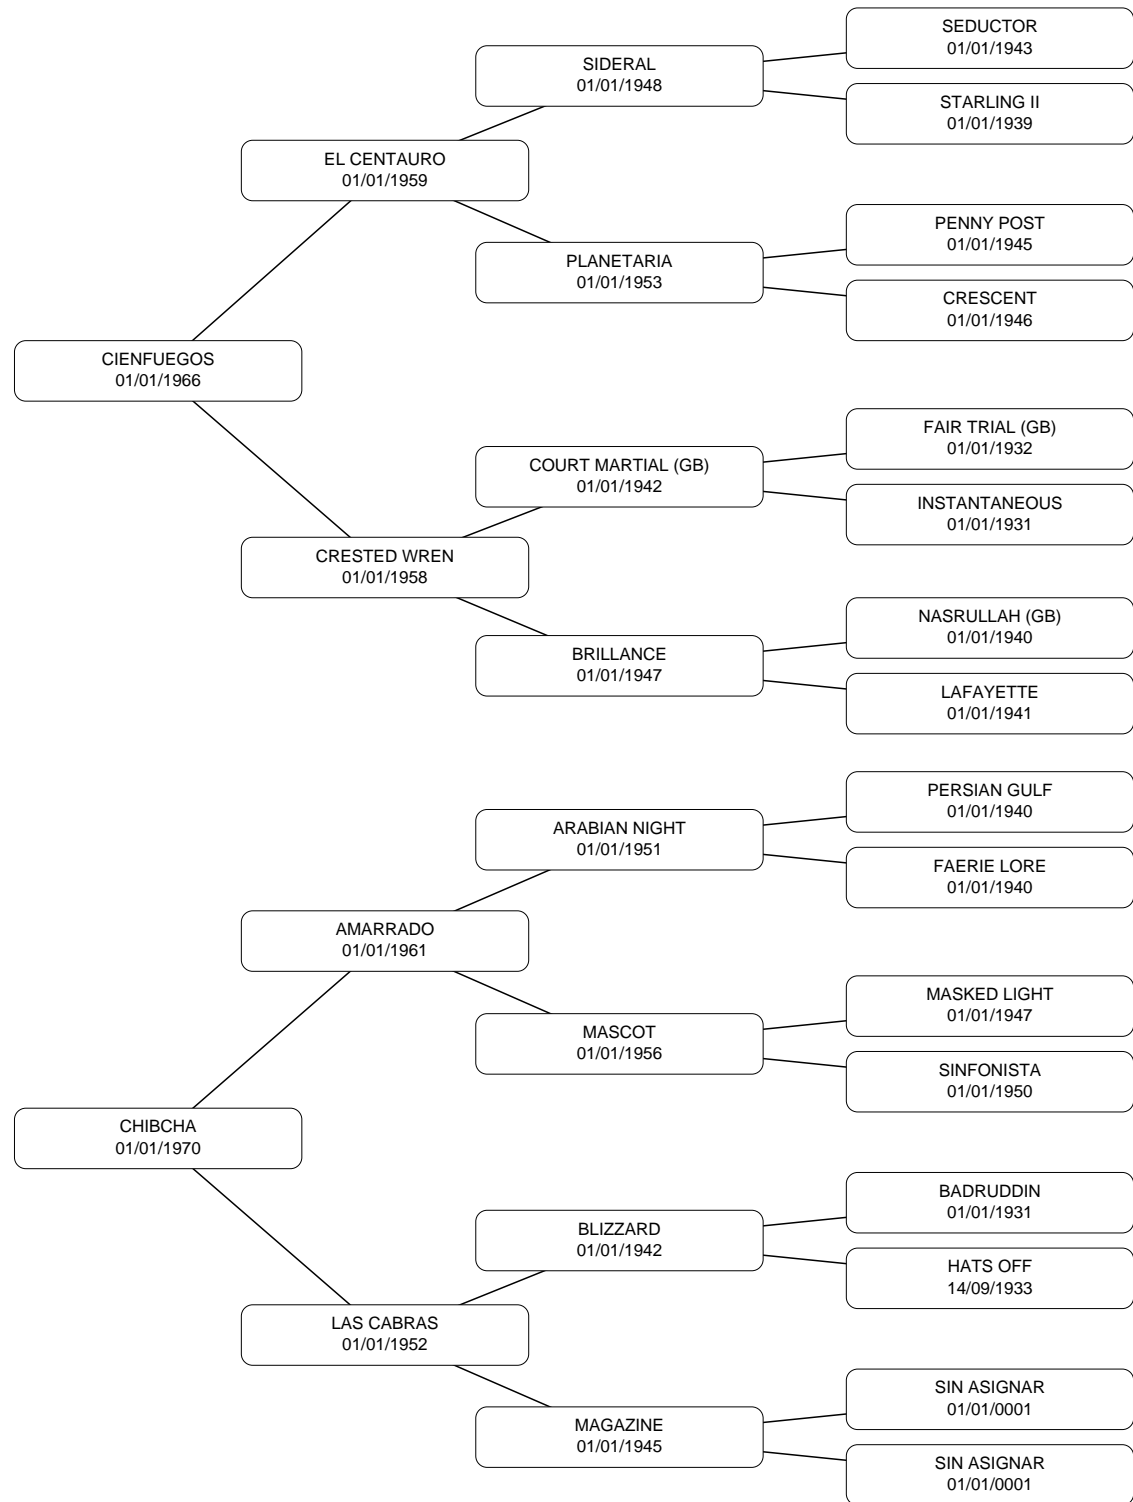 SEDUCTOR
01/01/1943
SIDERAL
01/01/1948
STARLING II
01/01/1939
EL CENTAURO
01/01/1959
PENNY POST
01/01/1945
PLANETARIA
01/01/1953
CRESCENT
01/01/1946
CIENFUEGOS
01/01/1966
FAIR TRIAL (GB)
01/01/1932
COURT MARTIAL (GB)
01/01/1942
INSTANTANEOUS
01/01/1931
CRESTED WREN
01/01/1958
NASRULLAH (GB)
01/01/1940
BRILLANCE
01/01/1947
LAFAYETTE
01/01/1941
PERSIAN GULF
01/01/1940
ARABIAN NIGHT
01/01/1951
FAERIE LORE
01/01/1940
AMARRADO
01/01/1961
MASKED LIGHT
01/01/1947
MASCOT
01/01/1956
SINFONISTA
01/01/1950
CHIBCHA
01/01/1970
BADRUDDIN
01/01/1931
BLIZZARD
01/01/1942
HATS OFF
14/09/1933
LAS CABRAS
01/01/1952
SIN ASIGNAR
01/01/0001
MAGAZINE
01/01/1945
SIN ASIGNAR
01/01/0001